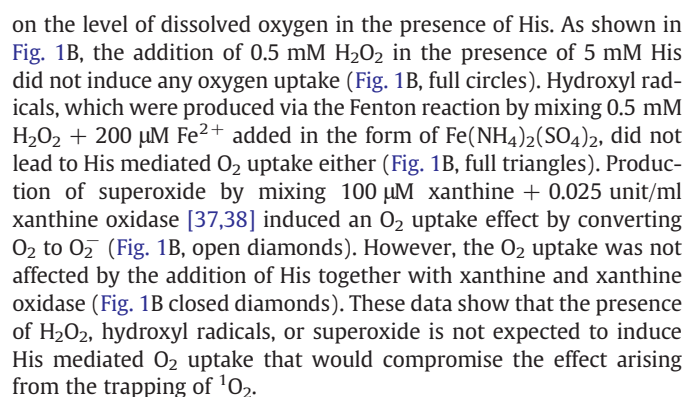 on the level of dissolved oxygen in the presence of His. As shown in
Fig. 1B, the addition of 0.5 mM H₂O₂ in the presence of 5 mM His
did not induce any oxygen uptake (Fig. 1B, full circles). Hydroxyl rad-
icals, which were produced via the Fenton reaction by mixing 0.5 mM
H₂O₂ + 200 μM Fe²⁺ added in the form of Fe(NH₄)₂(SO₄)₂, did not
lead to His mediated O₂ uptake either (Fig. 1B, full triangles). Produc-
tion of superoxide by mixing 100 μM xanthine + 0.025 unit/ml
xanthine oxidase [37,38] induced an O₂ uptake effect by converting
O₂ to O₂⁻ (Fig. 1B, open diamonds). However, the O₂ uptake was not
affected by the addition of His together with xanthine and xanthine
oxidase (Fig. 1B closed diamonds). These data show that the presence
of H₂O₂, hydroxyl radicals, or superoxide is not expected to induce
His mediated O₂ uptake that would compromise the effect arising
from the trapping of ¹O₂.